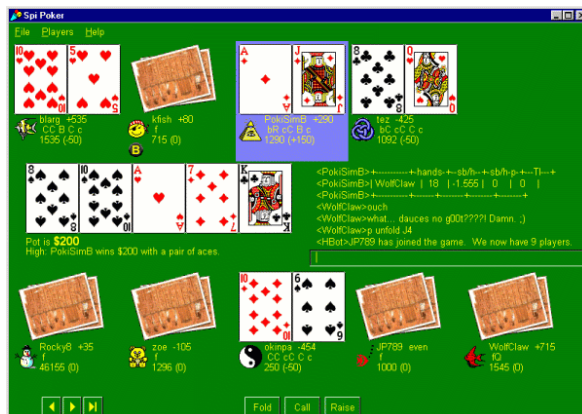 Spi Poker
File Players Help
blarg +535
CC B C c
1535 (-50)
kfish +80
f
715 (0)
B
PokiSimB +290
bR cC B c
1290 (+150)
tez -425
bC cC C c
1092 (-50)
Pot is $200
High: PokiSimB wins $200 with a pair of aces.
<PokiSimB>+-----------+-hands-+--sb/h--+-sb/h-p-+--TI---+
<PokiSimB>| WolfClaw | 18 | -1.555 | 0 | 0 |
<PokiSimB>+-----------+-------+--------+--------+-------+
<WolfClaw>ouch
<WolfClaw>what... dauces no g00t????! Damn. ;)
<WolfClaw>p unfold J4
<HBot>JP789 has joined the game. We now have 9 players.
Rocky8 +35
f
46155 (0)
zoe -105
f
1296 (0)
okinpa -454
CC cC C c
250 (-50)
JP789 even
f
1000 (0)
WolfClaw +715
fQ
1545 (0)
Fold Call Raise